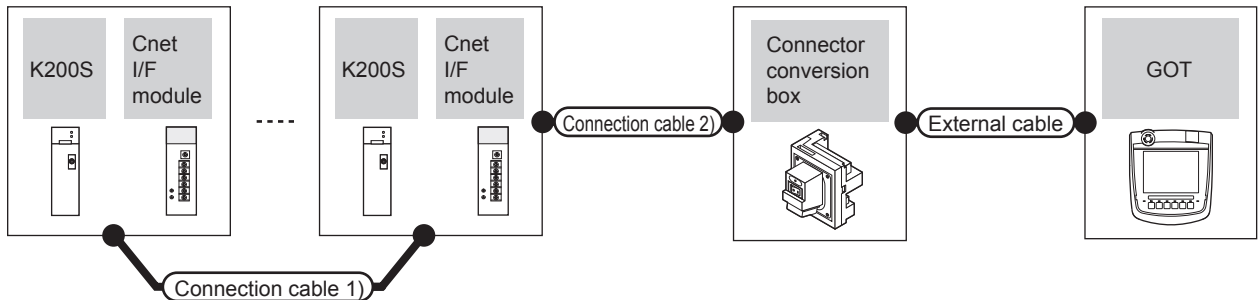 K200S
Cnet
I/F
module
K200S
Cnet
I/F
module
Connector
conversion
box
GOT
Connection cable 2)
External cable
Connection cable 1)